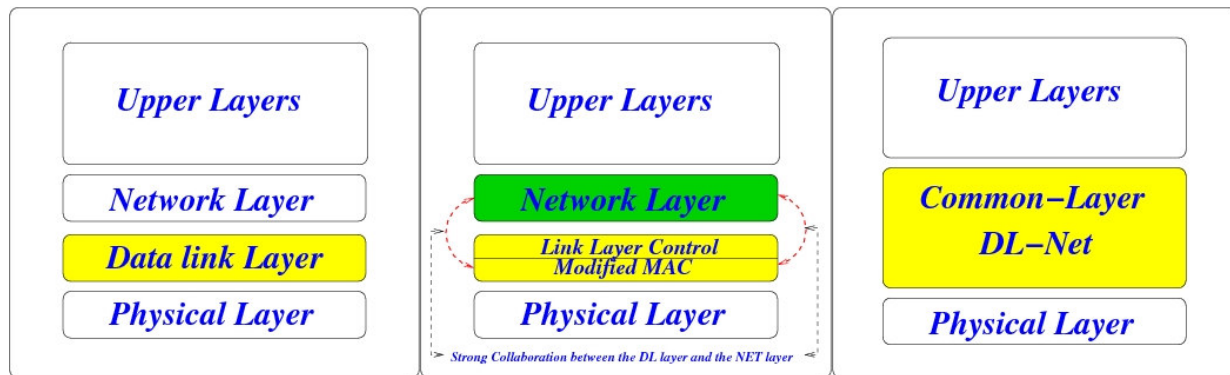 Upper Layers
Network Layer
Data link Layer
Physical Layer
Upper Layers
Network Layer
Link Layer Control
Modified MAC
Physical Layer
Strong Collaboration between the DL layer and the NET layer
Upper Layers
Common-Layer
DL-Net
Physical Layer